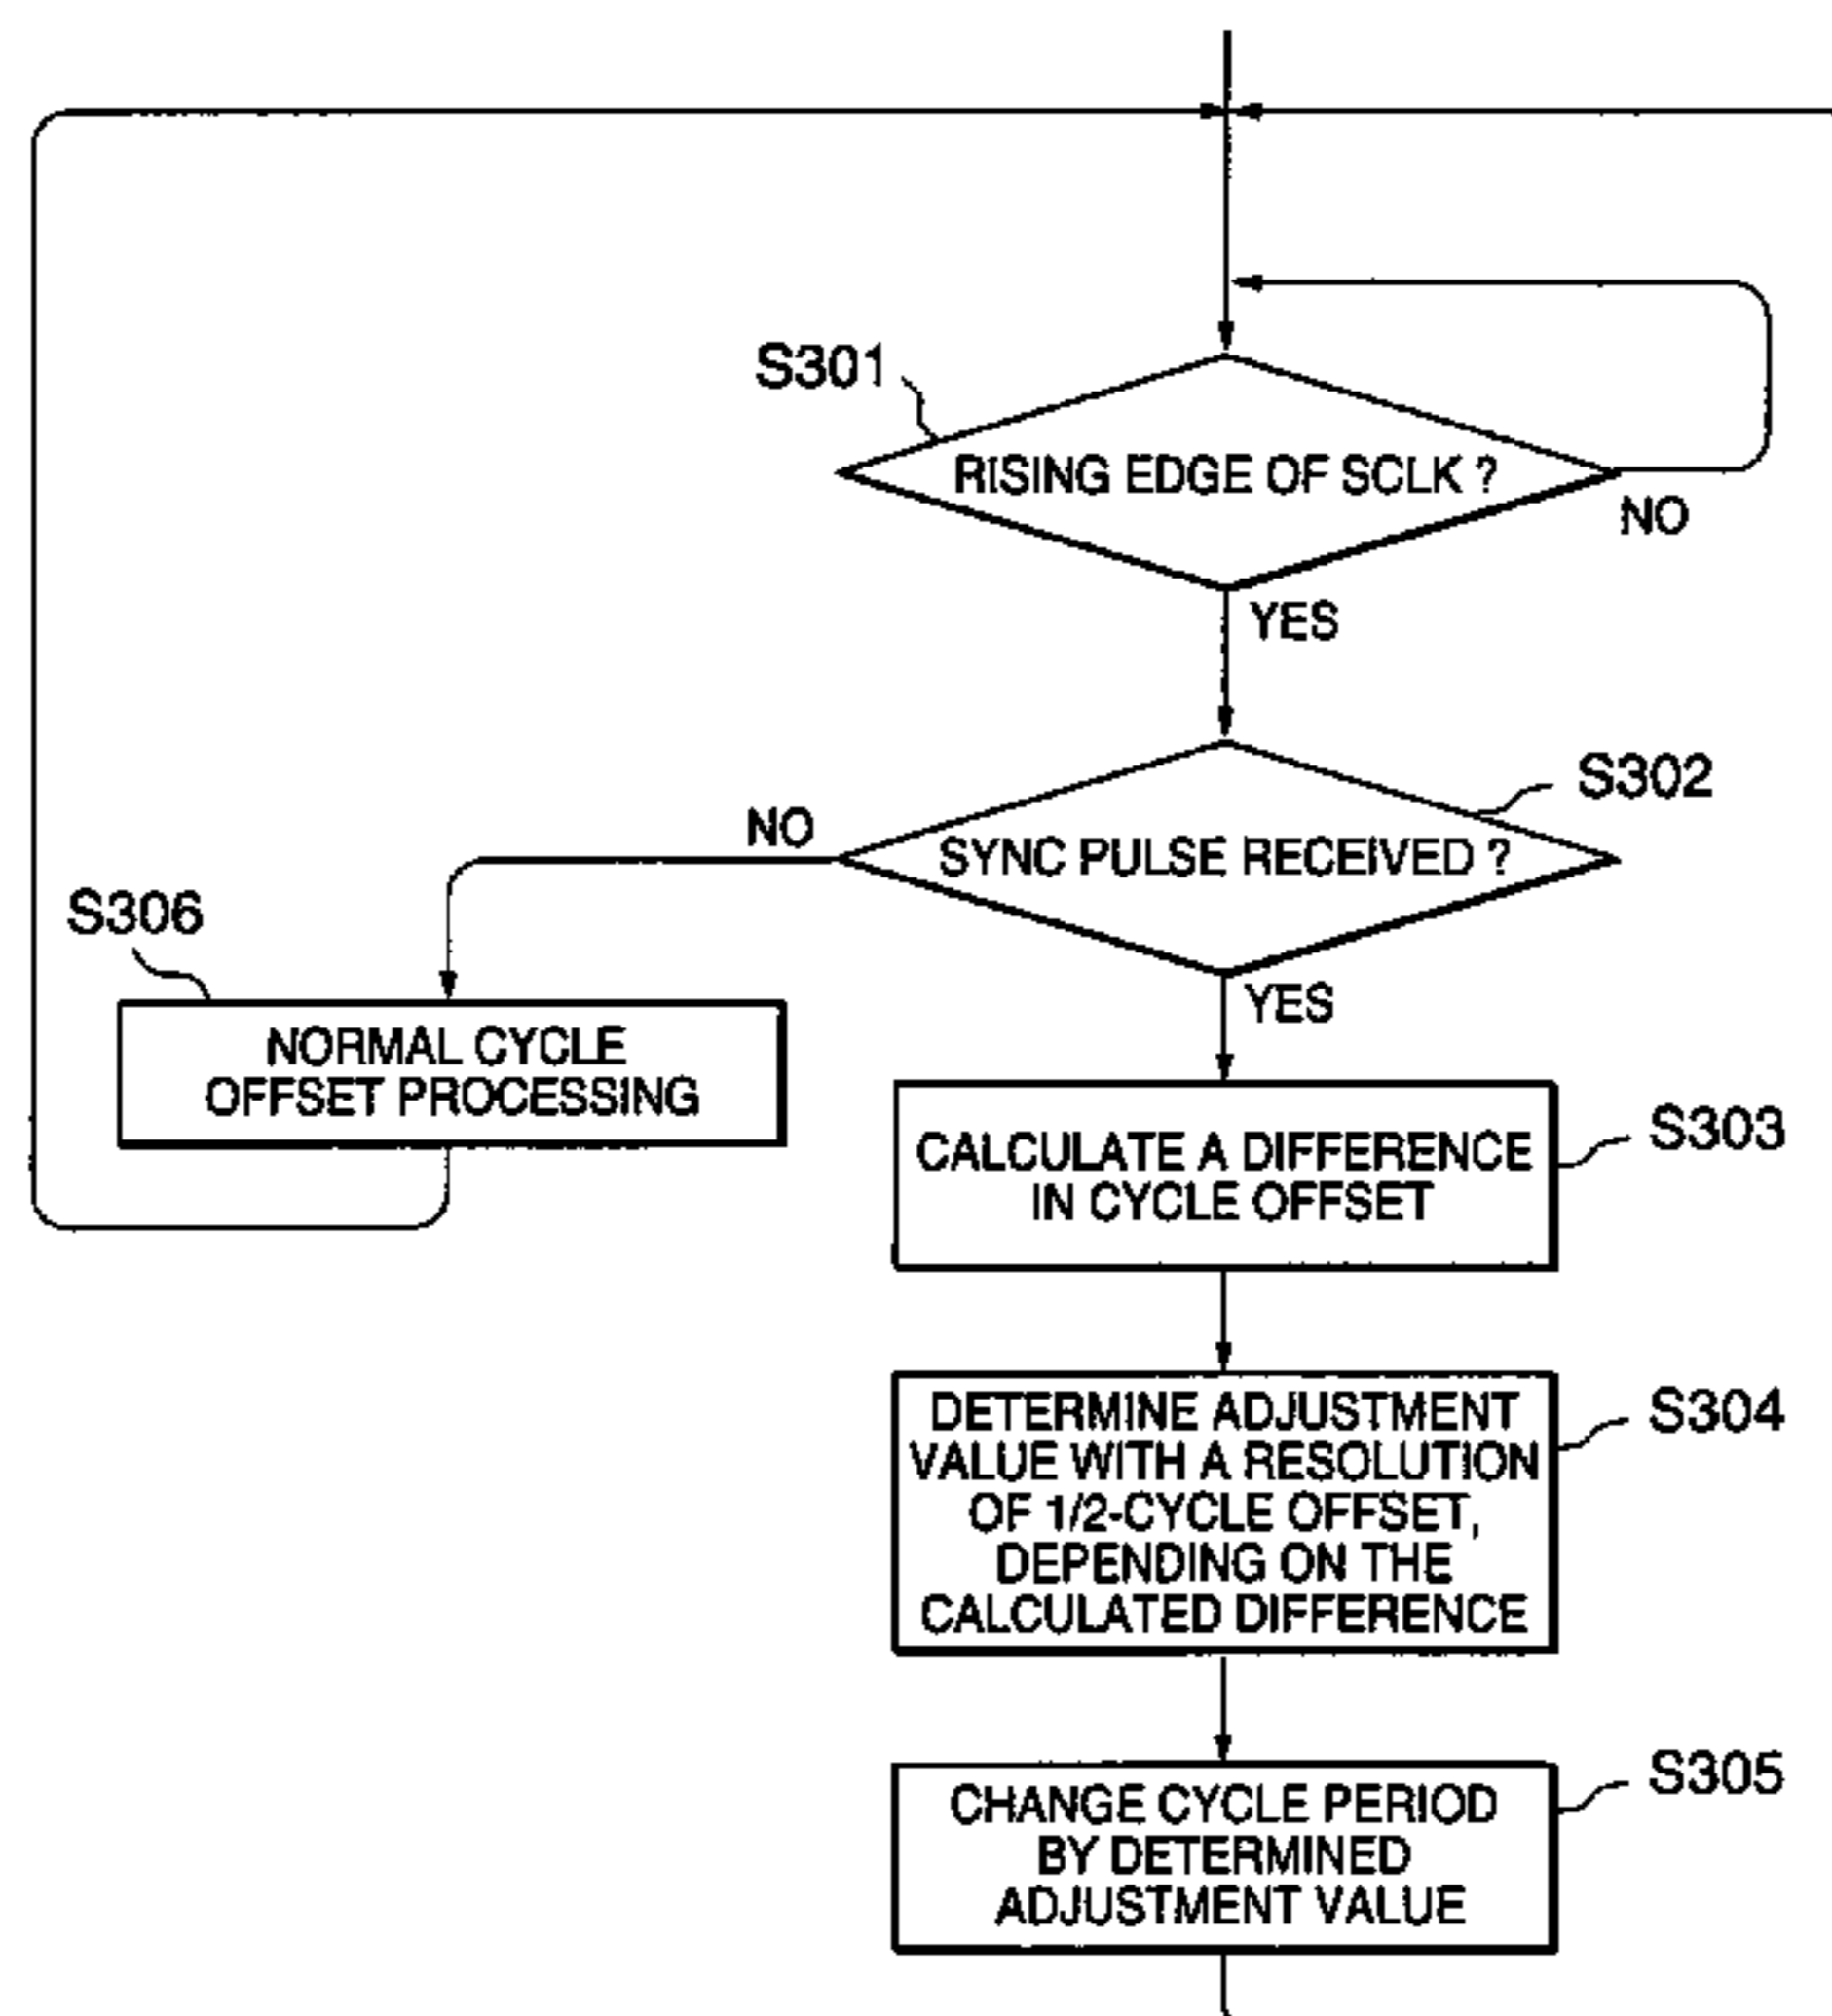 S301
RISING EDGE OF SCLK ?
NO
YES
S302
NO
SYNC PULSE RECEIVED ?
YES
S306
NORMAL CYCLE
OFFSET PROCESSING
S303
CALCULATE A DIFFERENCE
IN CYCLE OFFSET
S304
DETERMINE ADJUSTMENT
VALUE WITH A RESOLUTION
OF 1/2-CYCLE OFFSET,
DEPENDING ON THE
CALCULATED DIFFERENCE
S305
CHANGE CYCLE PERIOD
BY DETERMINED
ADJUSTMENT VALUE